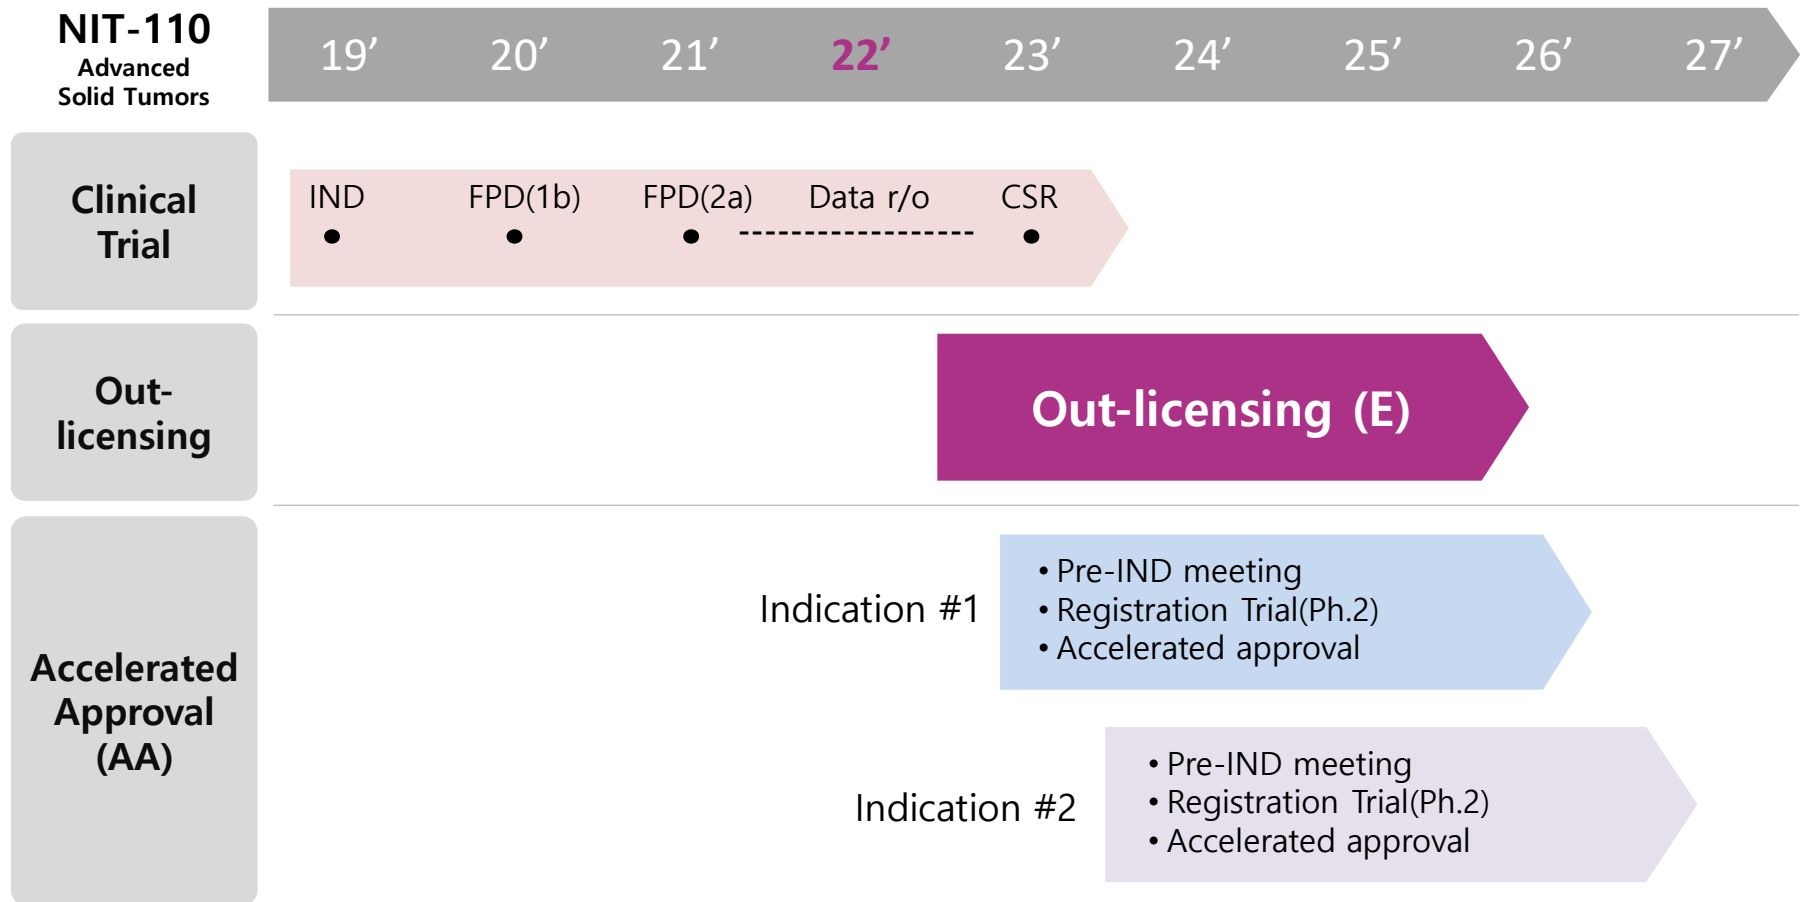 NIT-110
Advanced
Solid Tumors
19’ 20’ 21’ 22’ 23’ 24’ 25’ 26’ 27’
Clinical
Trial
IND FPD(1b) FPD(2a) Data r/o CSR
Out-
licensing
Out-licensing (E)
Accelerated
Approval
(AA)
Indication #1
• Pre-IND meeting
• Registration Trial(Ph.2)
• Accelerated approval
Indication #2
• Pre-IND meeting
• Registration Trial(Ph.2)
• Accelerated approval